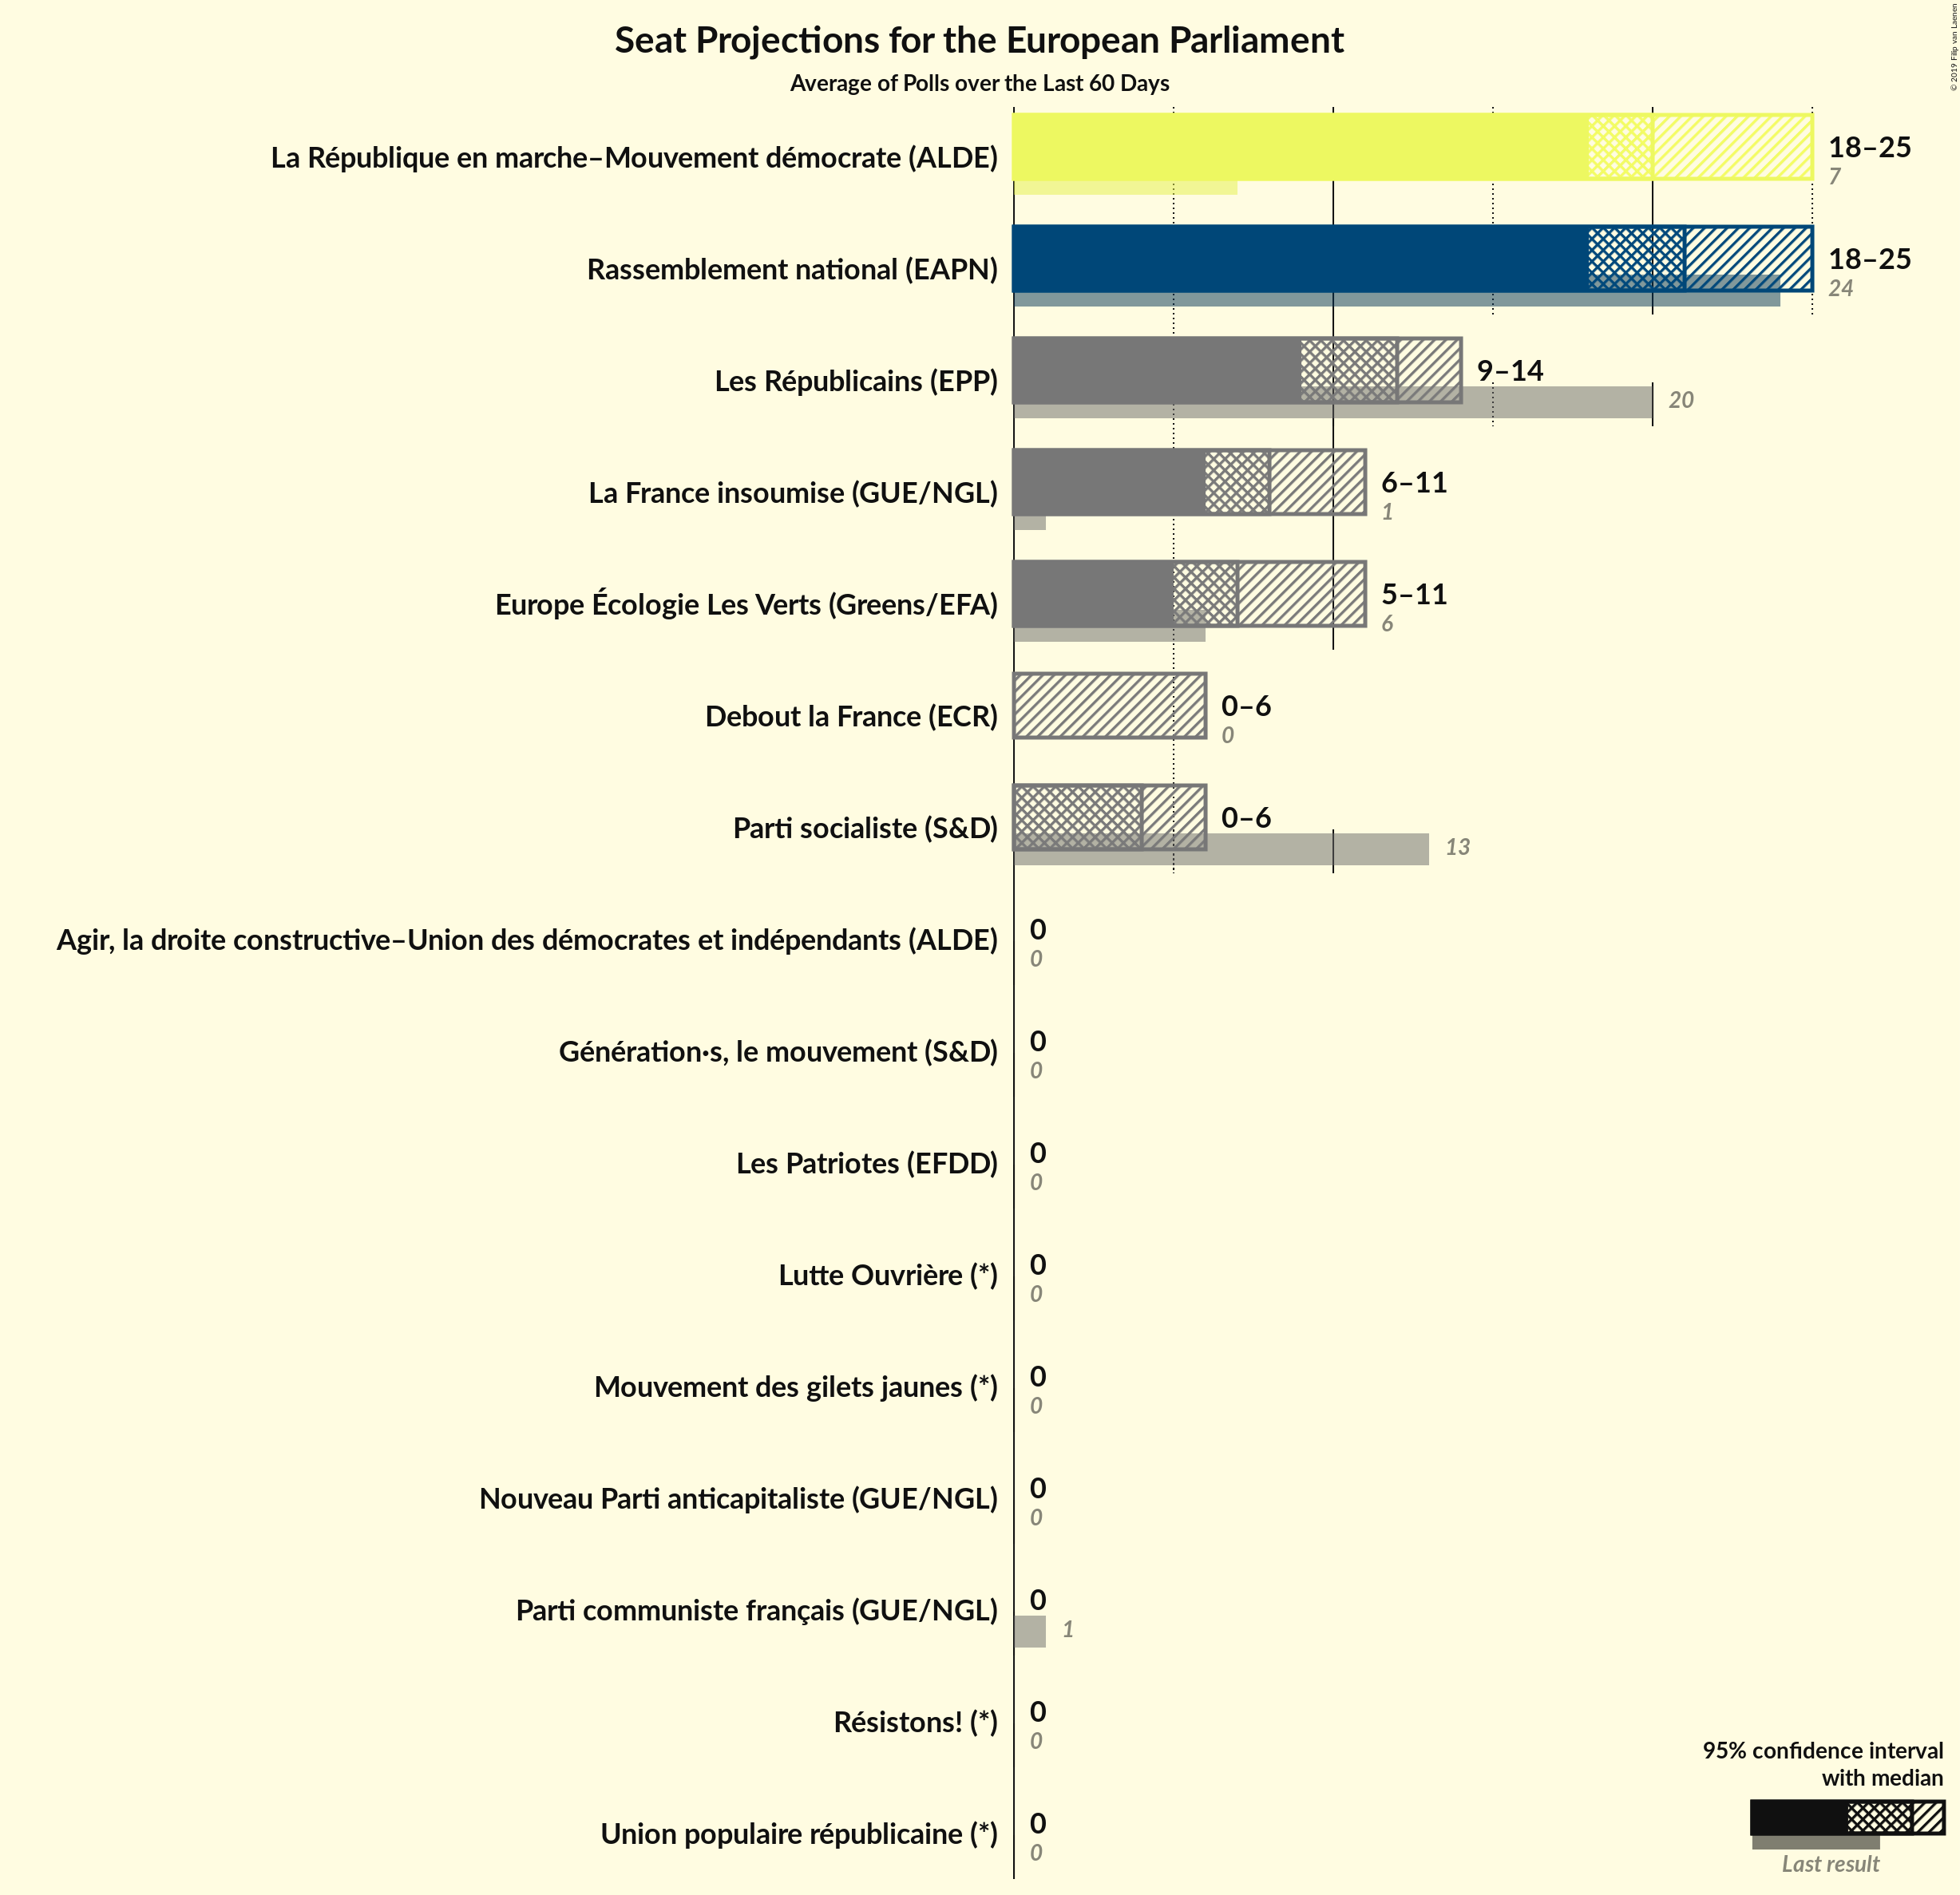 Seat Projections for the European Parliament
Average of Polls over the Last 60 Days
© 2019 Filip van Laenen
La République en marche–Mouvement démocrate (ALDE)
18–25
7
Rassemblement national (EAPN)
18–25
24
Les Républicains (EPP)
9–14
20
La France insoumise (GUE/NGL)
6–11
1
Europe Écologie Les Verts (Greens/EFA)
5–11
6
Debout la France (ECR)
0–6
0
Parti socialiste (S&D)
0–6
13
Agir, la droite constructive–Union des démocrates et indépendants (ALDE)
0
0
Génération·s, le mouvement (S&D)
0
0
Les Patriotes (EFDD)
0
0
Lutte Ouvrière (*)
0
0
Mouvement des gilets jaunes (*)
0
0
Nouveau Parti anticapitaliste (GUE/NGL)
0
0
Parti communiste français (GUE/NGL)
0
1
Résistons! (*)
0
0
Union populaire républicaine (*)
0
0
95% confidence interval
with median
Last result